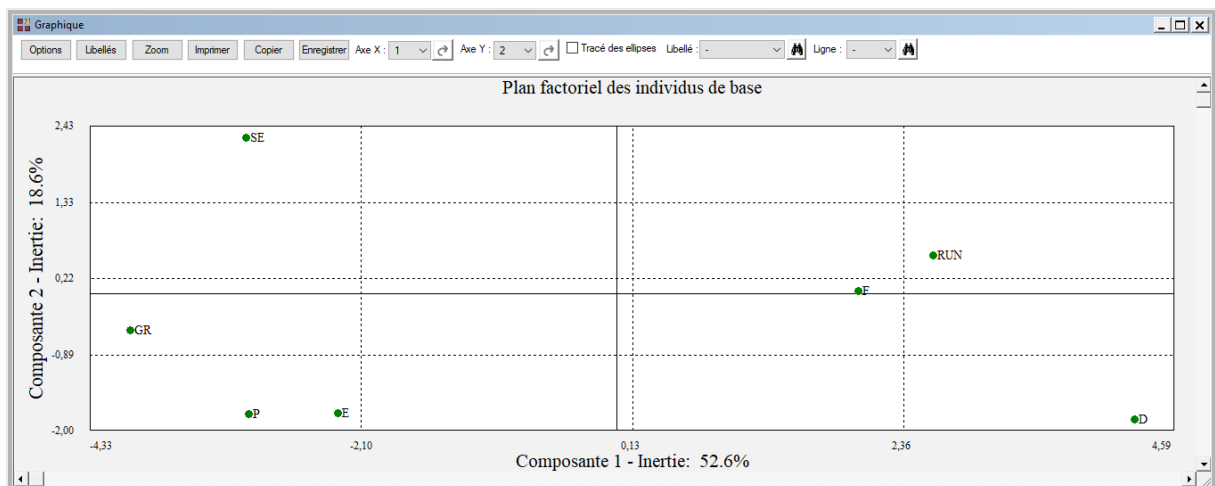 Graphique
Options Libellés Zoom Imprimer Copier Enregistrer Axe X : 1 Axe Y : 2 Tracé des ellipses Libellé : - Ligne : -
Plan factoriel des individus de base
2,43
SE
1,33
RUN
0,22
F
GR
-0,89
P
E
D
-2,00
Composante 2 - Inertie: 18.6%
-4,33 -2,10 0,13 2,36 4,59
Composante 1 - Inertie: 52.6%